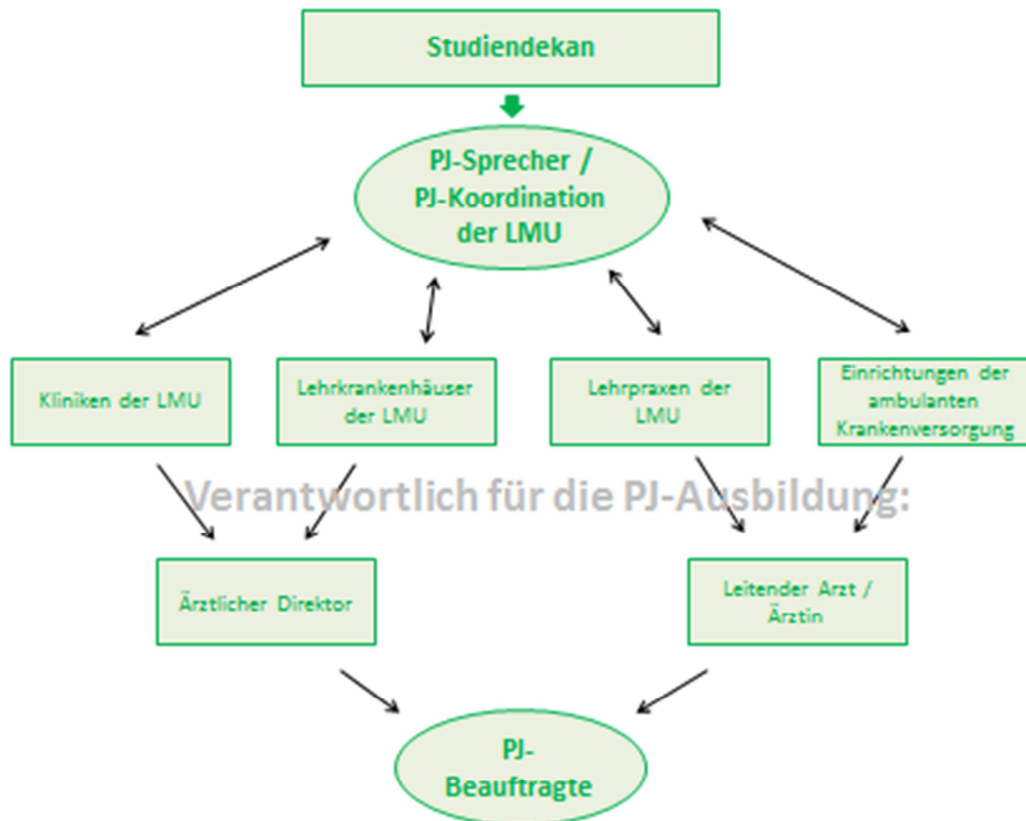 Studiendekan
PJ-Sprecher /
PJ-Koordination
der LMU
Kliniken der LMU
Lehrkrankenhäuser
der LMU
Lehrpraxen der
LMU
Einrichtungen der
ambulanten
Krankenversorgung
Verantwortlich für die PJ-Ausbildung:
Ärztlicher Direktor
Leitender Arzt /
Ärztin
PJ-
Beauftragte